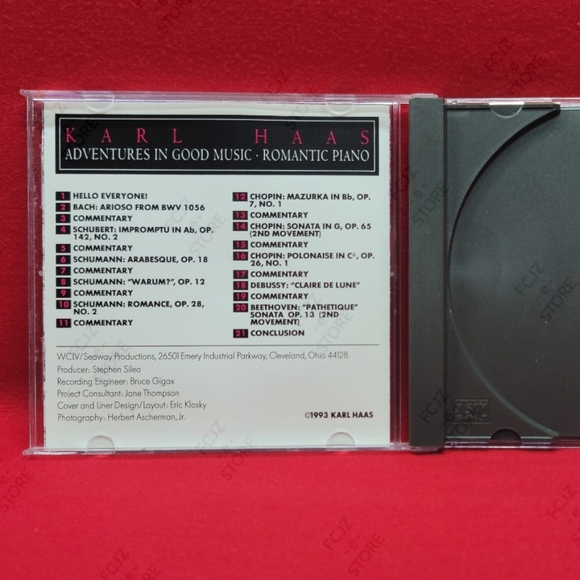 KARL HAAS
ADVENTURES IN GOOD MUSIC · ROMANTIC PIANO
1 HELLO EVERYONE!
2 BACH: ARIOSO FROM BWV 1056
3 COMMENTARY
4 SCHUBERT: IMPROMPTU IN Ab, OP.
142, NO. 2
5 COMMENTARY
6 SCHUMANN: ARABESQUE, OP. 18
7 COMMENTARY
8 SCHUMANN: "WARUM?", OP. 12
9 COMMENTARY
10 SCHUMANN: ROMANCE, OP. 28,
NO. 2
11 COMMENTARY
12 CHOPIN: MAZURKA IN Bb, OP.
7, NO. 1
13 COMMENTARY
14 CHOPIN: SONATA IN G, OP. 65
(2ND MOVEMENT)
15 COMMENTARY
16 CHOPIN: POLONAISE IN C♯, OP.
26, NO. 1
17 COMMENTARY
18 DEBUSSY: "CLAIRE DE LUNE"
19 COMMENTARY
20 BEETHOVEN: "PATHETIQUE"
SONATA OP. 13 (2ND
MOVEMENT)
21 CONCLUSION
WCLV/Seaway Productions, 26501 Emery Industrial Parkway, Cleveland, Ohio 44128.
Producer: Stephen Sileo
Recording Engineer: Bruce Gigax
Project Consultant: Jane Thompson
Cover and Liner Design/Layout: Eric Klosky
Photography: Herbert Ascherman, Jr.
©1993 KARL HAAS
FCJZ
-e-
STORE